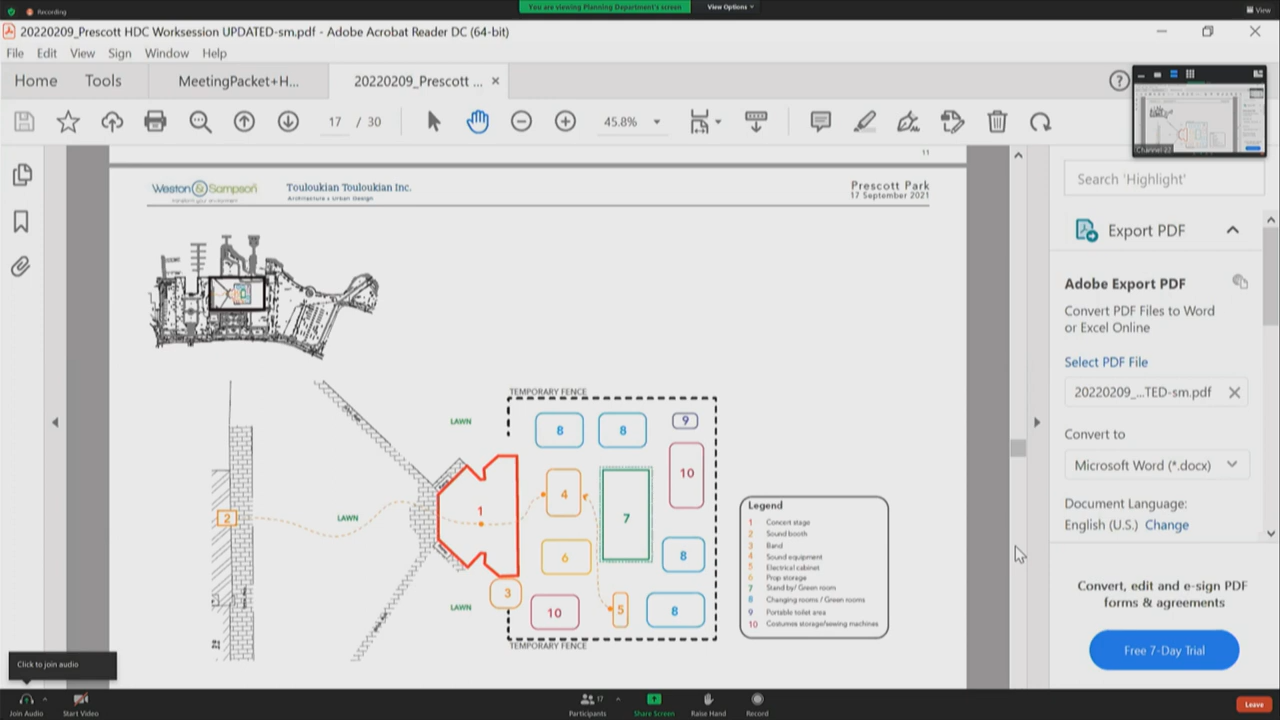 Recording
You are viewing Planning Department's screen
View Options
View
20220209_Prescott HDC Worksession UPDATED-sm.pdf - Adobe Acrobat Reader DC (64-bit)
File Edit View Sign Window Help
Home Tools MeetingPacket+H... 20220209_Prescott ...
17 / 30 45.8%
Channel 22
11
Weston & Sampson
transform your environment
Touloukian Touloukian Inc.
Architecture + Urban Design
Prescott Park
17 September 2021
TEMPORARY FENCE
LAWN
8
8
9
10
4
1
7
2
LAWN
6
8
3
10
5
8
LAWN
TEMPORARY FENCE
Legend
1 Concert stage
2 Sound booth
3 Band
4 Sound equipment
5 Electrical cabinet
6 Prop storage
7 Stand by/ Green room
8 Changing rooms / Green rooms
9 Portable toilet area
10 Costumes storage/sewing machines
Search 'Highlight'
Export PDF
Adobe Export PDF
Convert PDF Files to Word
or Excel Online
Select PDF File
20220209_...TED-sm.pdf
Convert to
Microsoft Word (*.docx)
Document Language:
English (U.S.) Change
Convert, edit and e-sign PDF
forms & agreements
Free 7-Day Trial
Click to join audio
Join Audio
Start Video
17
Participants
Share Screen
Raise Hand
Record
Leave